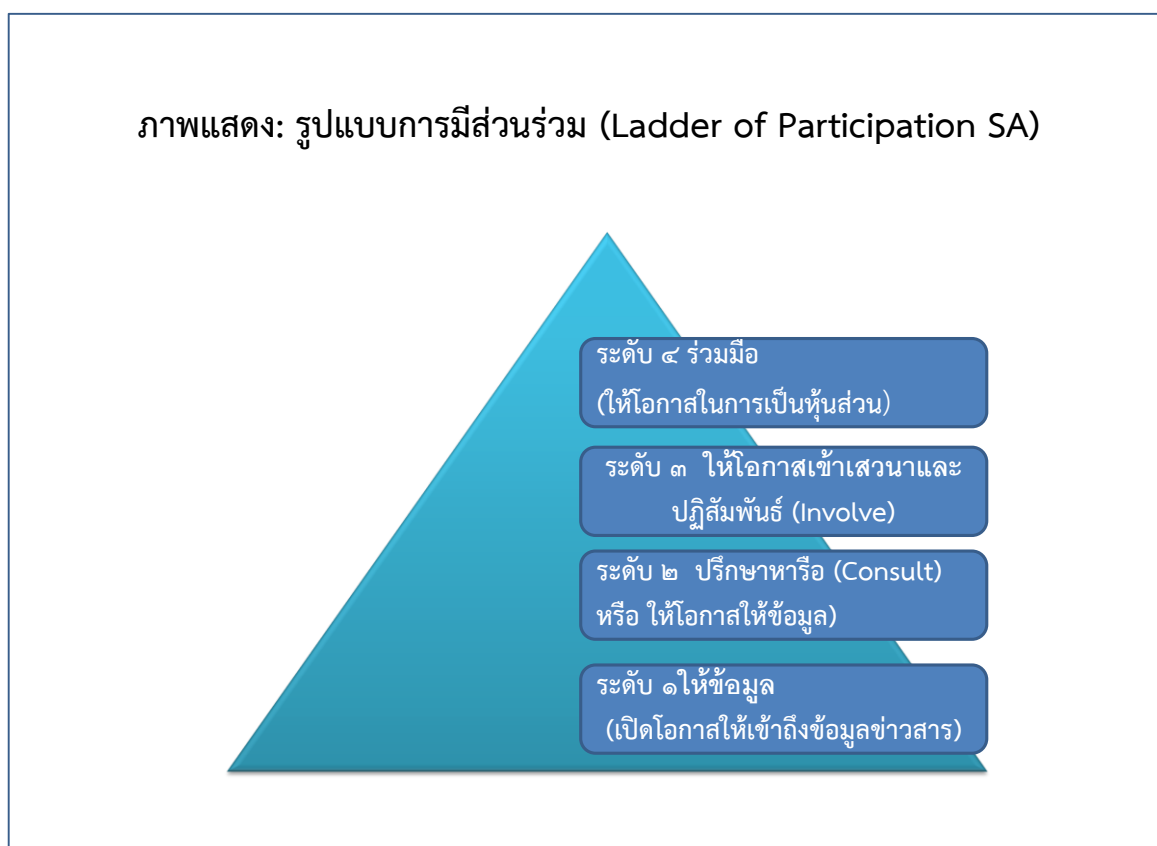 ภาพแสดง: รูปแบบการมีส่วนร่วม (Ladder of Participation SA)
ระดับ ๔ ร่วมมือ
(ให้โอกาสในการเป็นหุ้นส่วน)
ระดับ ๓ ให้โอกาสเข้าเสวนาและ
ปฏิสัมพันธ์ (Involve)
ระดับ ๒ ปรึกษาหารือ (Consult)
หรือ ให้โอกาสให้ข้อมูล)
ระดับ ๑ให้ข้อมูล
(เปิดโอกาสให้เข้าถึงข้อมูลข่าวสาร)